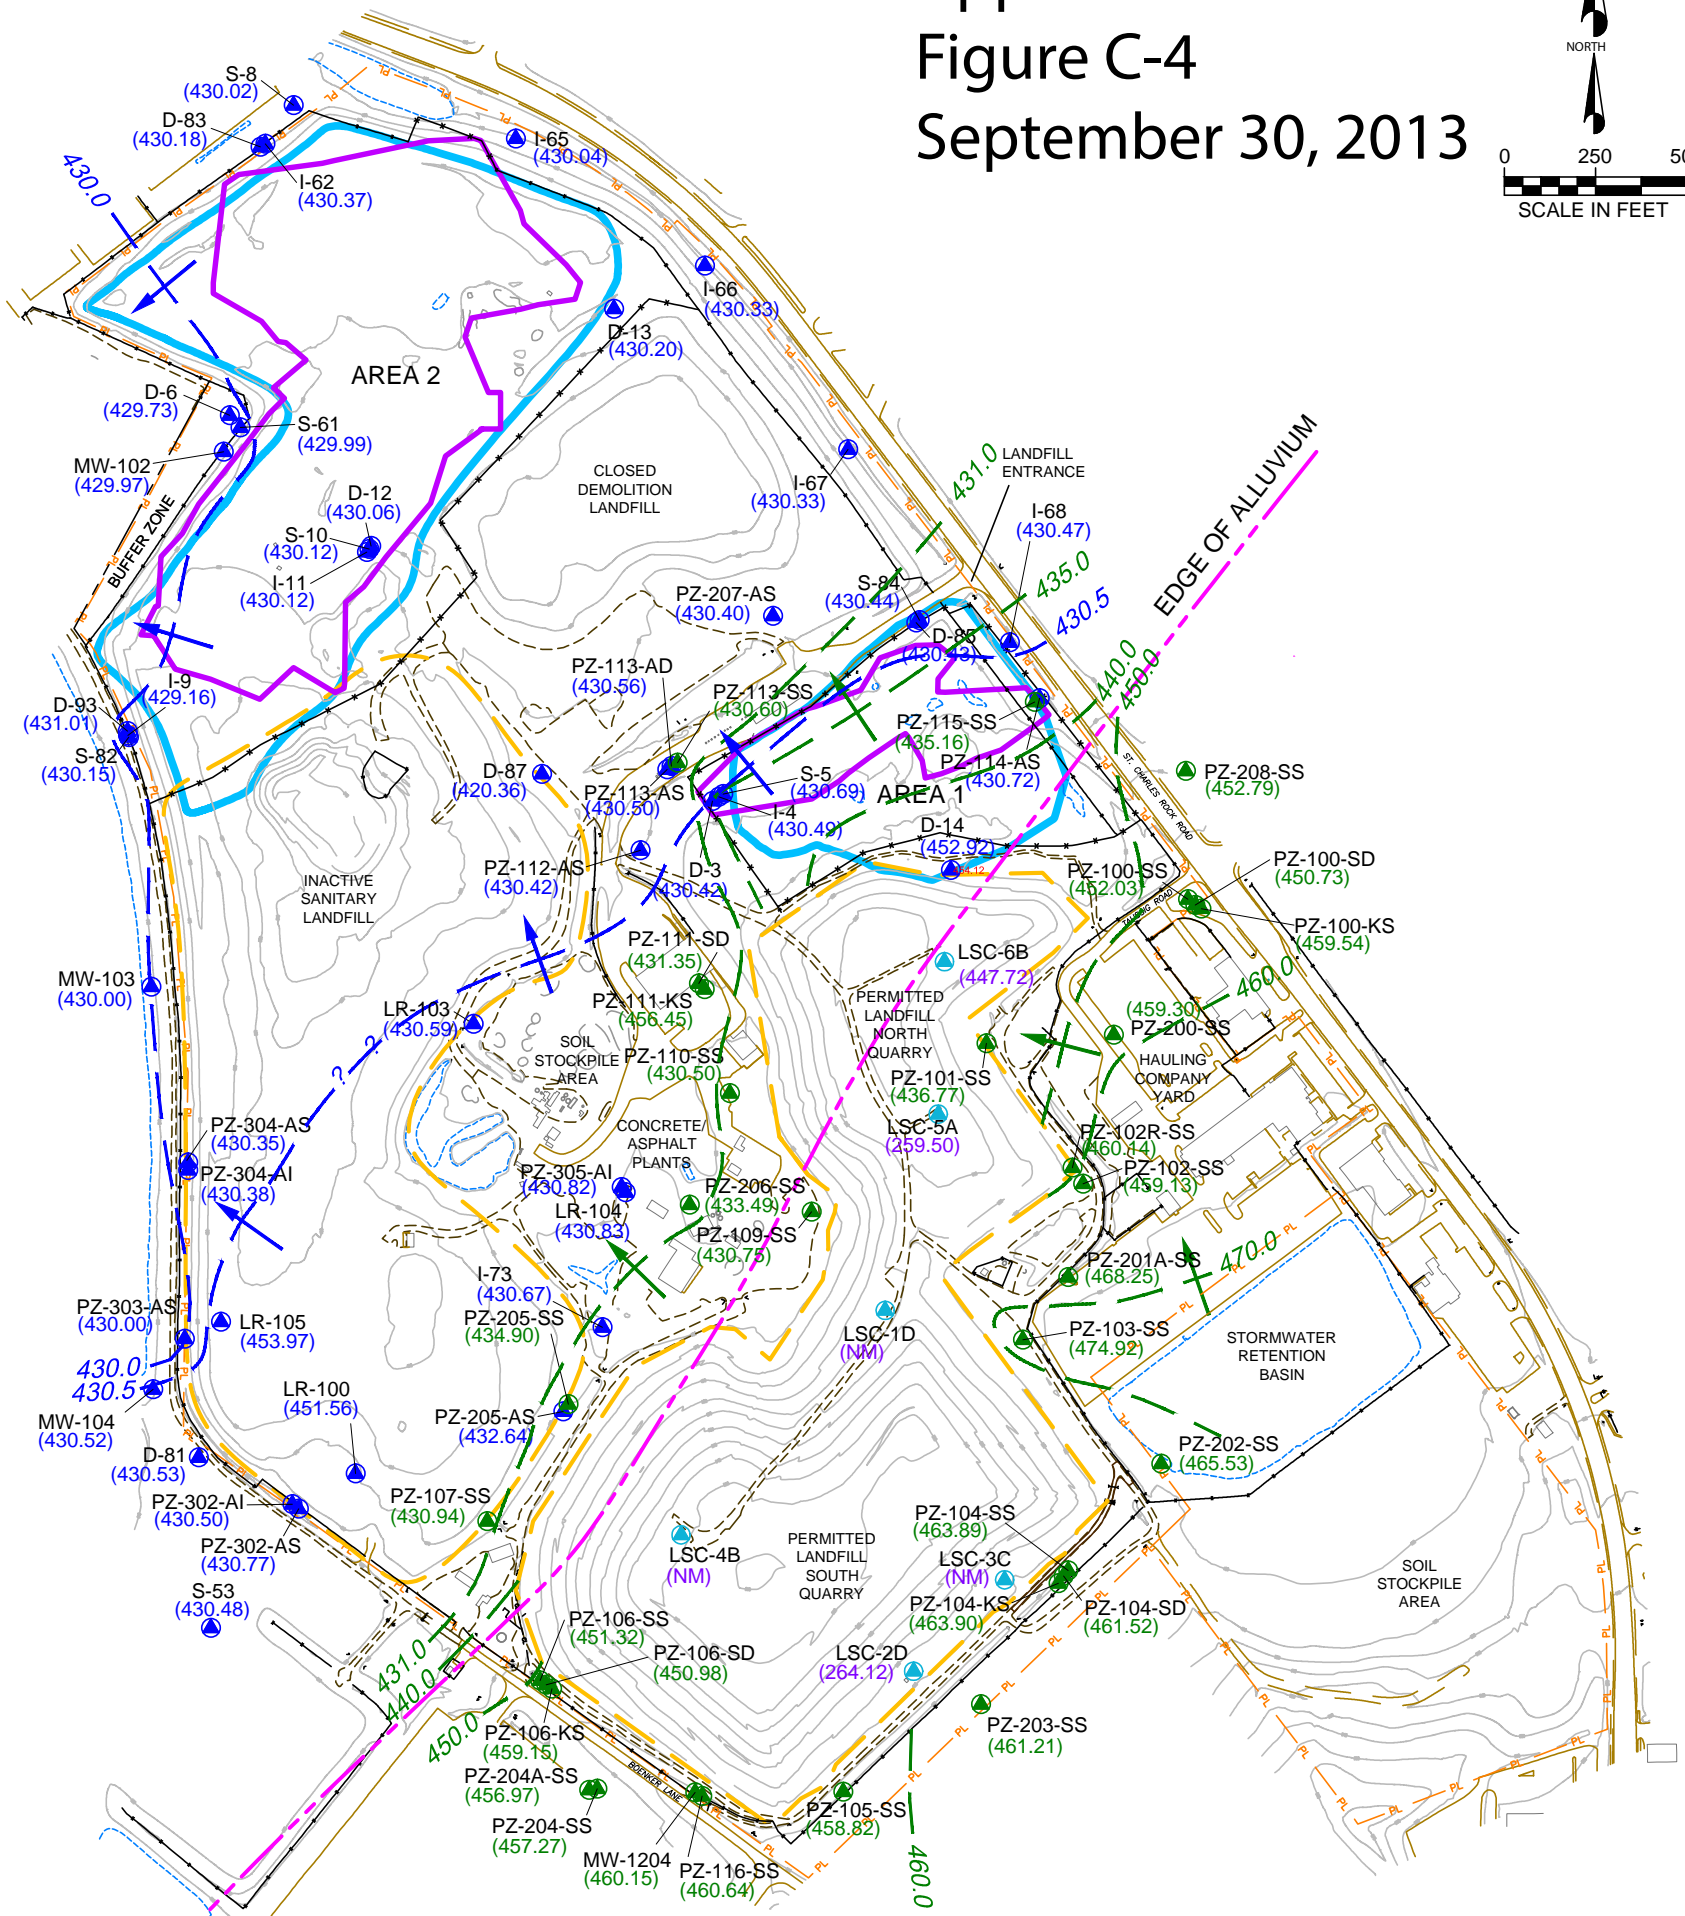 Figure C-4
September 30, 2013
NORTH
0 250
SCALE IN FEET
S-8
(430.02)
D-83
(430.18)
I-62
(430.37)
I-65
(430.04)
430.0
I-66
(430.33)
D-13
(430.20)
AREA 2
D-6
(429.73)
S-61
(429.99)
MW-102
(429.97)
BUFFER ZONE
D-12
(430.06)
S-10
(430.12)
I-11
(430.12)
CLOSED
DEMOLITION
LANDFILL
I-67
(430.33)
431.0
LANDFILL
ENTRANCE
I-68
(430.47)
EDGE OF ALLUVIUM
435.0
430.5
440.0
450.0
PZ-207-AS
(430.40)
S-84
(430.44)
D-85
(430.43)
PZ-113-AD
(430.56)
PZ-113-SS
(430.60)
PZ-115-SS
(435.16)
PZ-114-AS
(430.72)
I-9
(429.16)
D-93
(431.01)
S-82
(430.15)
D-87
(420.36)
PZ-113-AS
(430.50)
S-5
(430.69)
AREA 1
I-4
(430.49)
D-14
(452.92)
ST. CHARLES ROCK ROAD
PZ-208-SS
(452.79)
PZ-112-AS
(430.42)
D-3
(430.42)
PZ-100-SS
(452.03)
PZ-100-SD
(450.73)
TAUSSIG ROAD
PZ-100-KS
(459.54)
INACTIVE
SANITARY
LANDFILL
PZ-111-SD
(431.35)
PZ-111-KS
(456.45)
LSC-6B
(447.72)
460.0
MW-103
(430.00)
LR-103
(430.59)
SOIL
STOCKPILE
AREA
PERMITTED
LANDFILL
NORTH
QUARRY
(459.30)
PZ-200-SS
HAULING
COMPANY
YARD
PZ-110-SS
(430.50)
PZ-101-SS
(436.77)
? ?
LSC-5A
(259.50)
PZ-304-AS
(430.35)
PZ-304-AI
(430.38)
CONCRETE/
ASPHALT
PLANTS
PZ-102R-SS
(460.14)
PZ-102-SS
(459.13)
PZ-305-AI
(430.82)
LR-104
(430.83)
PZ-206-SS
(433.49)
PZ-109-SS
(430.75)
470.0
PZ-201A-SS
(468.25)
I-73
(430.67)
PZ-205-SS
(434.90)
PZ-303-AS
(430.00)
LR-105
(453.97)
LSC-1D
(NM)
PZ-103-SS
(474.92)
STORMWATER
RETENTION
BASIN
430.0
430.5
MW-104
(430.52)
LR-100
(451.56)
PZ-205-AS
(432.64)
D-81
(430.53)
PZ-202-SS
(465.53)
PZ-302-AI
(430.50)
PZ-302-AS
(430.77)
PZ-107-SS
(430.94)
LSC-4B
(NM)
PERMITTED
LANDFILL
SOUTH
QUARRY
PZ-104-SS
(463.89)
LSC-3C
(NM)
PZ-104-KS
(463.90)
PZ-104-SD
(461.52)
SOIL
STOCKPILE
AREA
S-53
(430.48)
PZ-106-SS
(451.32)
PZ-106-SD
(450.98)
LSC-2D
(264.12)
431.0
440.0
450.0
PZ-106-KS
(459.15)
PZ-203-SS
(461.21)
PZ-204A-SS
(456.97)
BOENKER LANE
PZ-204-SS
(457.27)
MW-1204
(460.15)
PZ-116-SS
(460.64)
PZ-105-SS
(458.82)
460.0